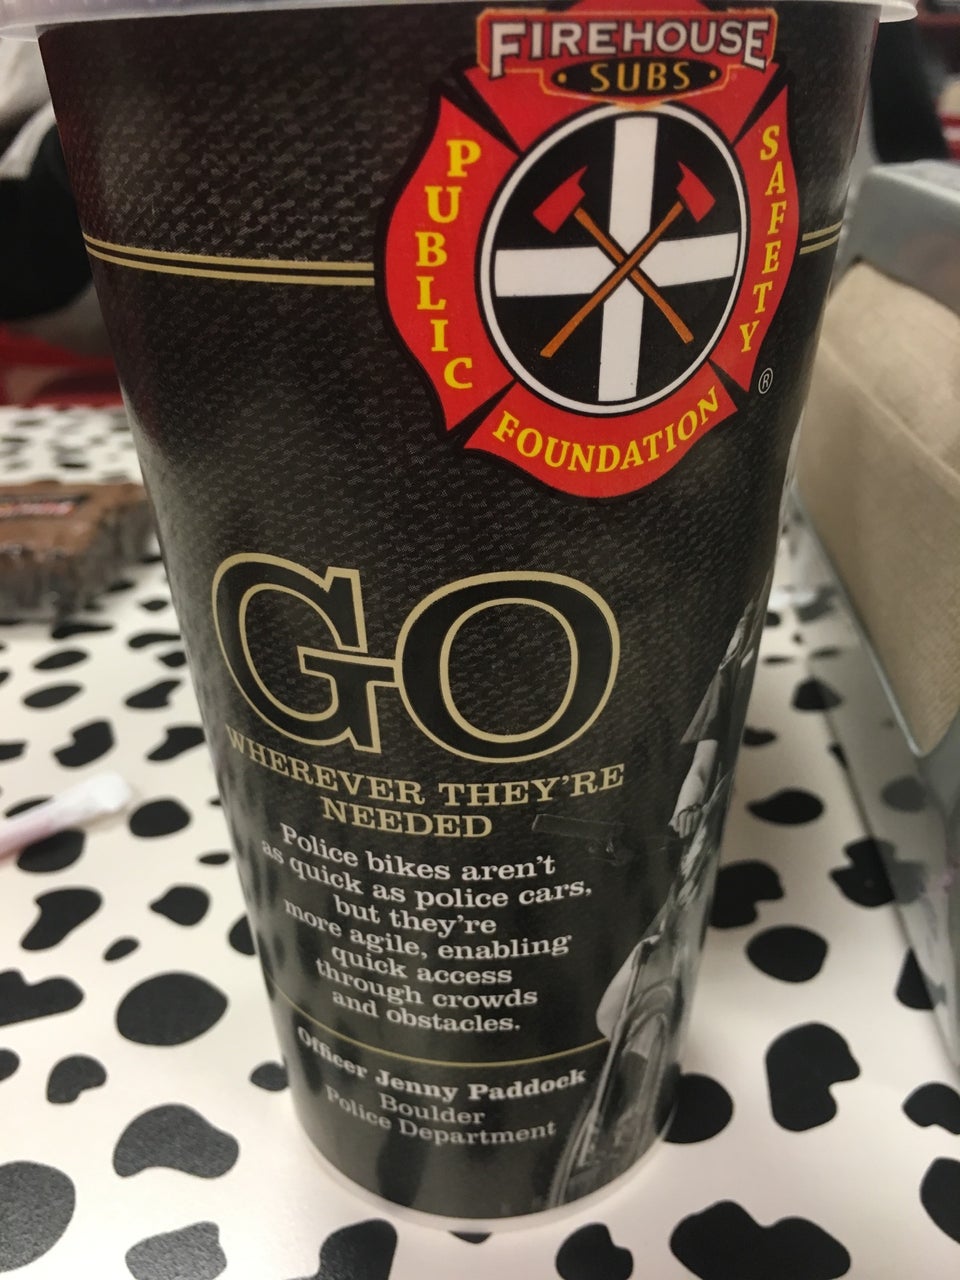 FIREHOUSE
SUBS
PUBLIC
SAFETY
FOUNDATION
®
GO
WHEREVER THEY'RE
NEEDED
Police bikes aren't
as quick as police cars,
but they're
more agile, enabling
quick access
through crowds
and obstacles.
Officer Jenny Paddock
Boulder
Police Department